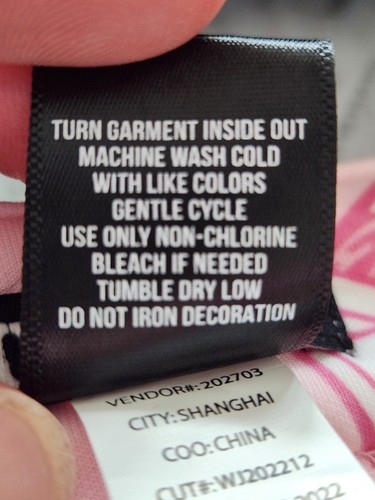 TURN GARMENT INSIDE OUT
MACHINE WASH COLD
WITH LIKE COLORS
GENTLE CYCLE
USE ONLY NON-CHLORINE
BLEACH IF NEEDED
TUMBLE DRY LOW
DO NOT IRON DECORATION
VENDOR#:202703
CITY:SHANGHAI
COO:CHINA
CUT#:WJ202212
2022